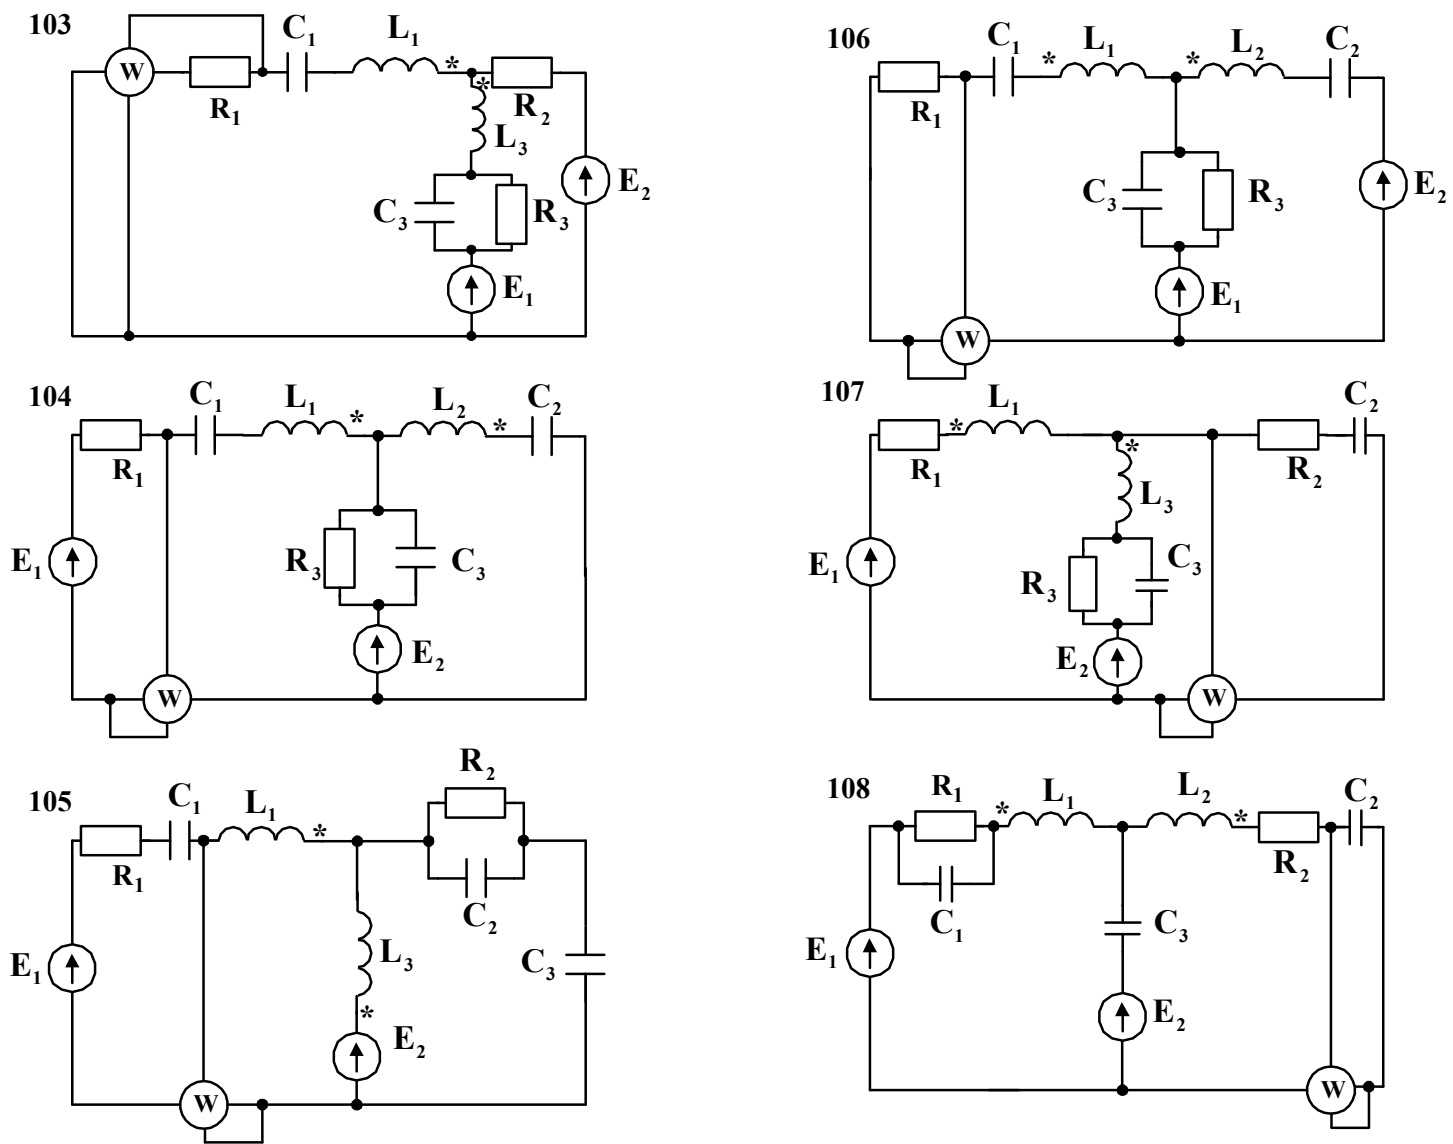 103
C₁
L₁
*
W
R₁
*
R₂
L₃
E₂
C₃
R₃
E₁
106
C₁
*
L₁
*
L₂
C₂
R₁
C₃
R₃
E₂
E₁
W
104
C₁
L₁
*
L₂
*
C₂
R₁
E₁
R₃
C₃
E₂
W
107
L₁
C₂
*
R₁
*
R₂
L₃
E₁
R₃
C₃
E₂
W
105
R₂
C₁
L₁
*
R₁
C₂
L₃
E₁
C₃
*
E₂
W
108
R₁
*
L₁
L₂
*
C₂
R₂
C₁
C₃
E₁
E₂
W